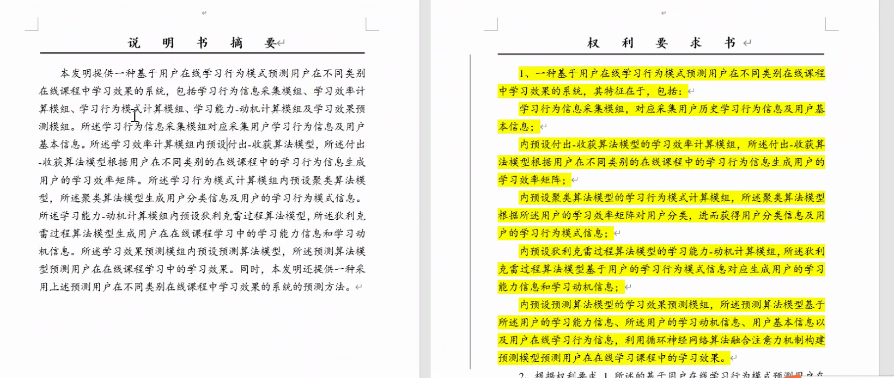 说 明 书 摘 要
本发明提供一种基于用户在线学习行为模式预测用户在不同类别
在线课程中学习效果的系统，包括学习行为信息采集模组、学习效率计
算模组、学习行为模式计算模组、学习能力-动机计算模组及学习效果预
测模组。所述学习行为信息采集模组对应采集用户学习行为信息及用户
基本信息。所述学习效率计算模组内预设付出-收获算法模型，所述付出
-收获算法模型根据用户在不同类别的在线课程中的学习行为信息生成
用户的学习效率矩阵。所述学习行为模式计算模组内预设聚类算法模
型，所述聚类算法模型生成用户分类信息及用户的学习行为模式信息。
所述学习能力-动机计算模组内预设狄利克雷过程算法模型，所述狄利克
雷过程算法模型生成用户在在线课程学习中的学习能力信息和学习动
机信息。所述学习效果预测模组内预设预测算法模型，所述预测算法模
型预测用户在在线课程学习中的学习效果。同时，本发明还提供一种采
用上述预测用户在不同类别在线课程中学习效果的系统的预测方法。
权 利 要 求 书
1、一种基于用户在线学习行为模式预测用户在不同类别在线课程
中学习效果的系统，其特征在于，包括：
学习行为信息采集模组，对应采集用户历史学习行为信息及用户基
本信息；
内预设付出-收获算法模型的学习效率计算模组，所述付出-收获算
法模型根据用户在不同类别的在线课程中的学习行为信息生成用户的
学习效率矩阵；
内预设聚类算法模型的学习行为模式计算模组，所述聚类算法模型
根据所述用户的学习效率矩阵对用户分类，进而获得用户分类信息及用
户的学习行为模式信息；
内预设狄利克雷过程算法模型的学习能力-动机计算模组，所述狄利
克雷过程算法模型基于用户的学习行为模式信息对应生成用户的学习
能力信息和学习动机信息；
内预设预测算法模型的学习效果预测模组，所述预测算法模型基于
所述用户的学习能力信息、所述用户的学习动机信息、用户基本信息以
及用户在线学习行为信息，利用循环神经网络算法融合注意力机制构建
预测模型预测用户在在线学习课程中的学习效果。
2、根据权利要求 1 所述的基于用户在线学习行为模式预测用户在